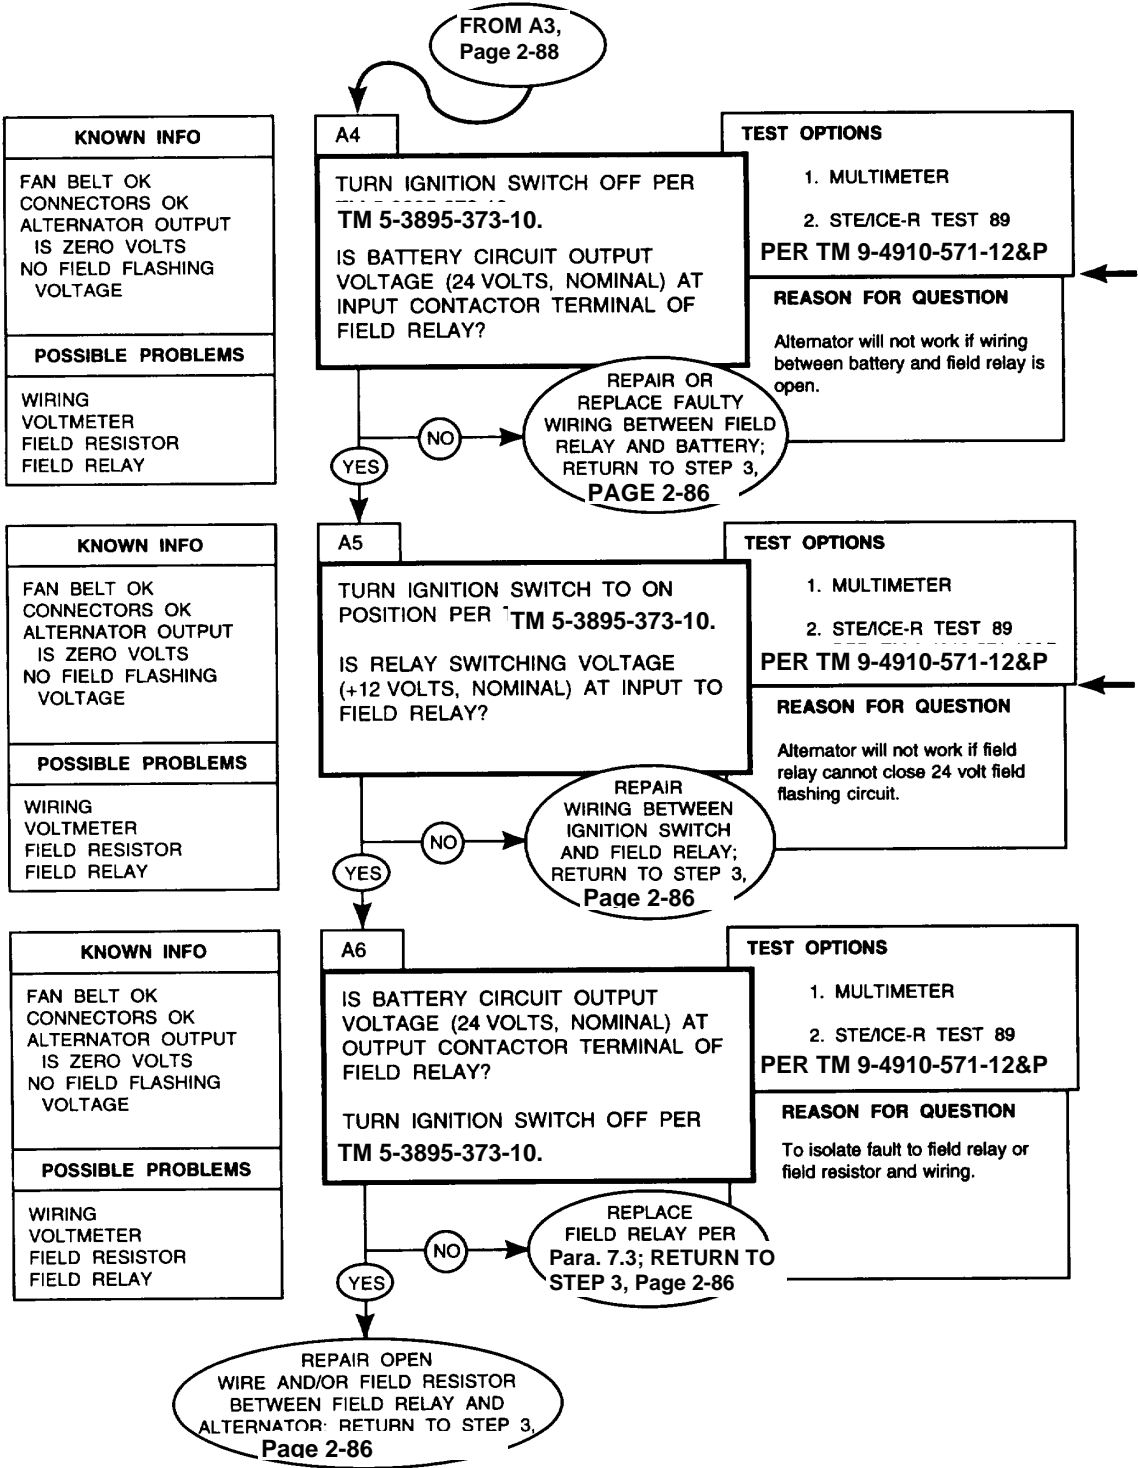 FROM A3,
Page 2-88
KNOWN INFO
FAN BELT OK
CONNECTORS OK
ALTERNATOR OUTPUT
IS ZERO VOLTS
NO FIELD FLASHING
VOLTAGE
POSSIBLE PROBLEMS
WIRING
VOLTMETER
FIELD RESISTOR
FIELD RELAY
A4
TURN IGNITION SWITCH OFF PER
TM 5-3895-373-10.
IS BATTERY CIRCUIT OUTPUT
VOLTAGE (24 VOLTS, NOMINAL) AT
INPUT CONTACTOR TERMINAL OF
FIELD RELAY?
TEST OPTIONS
1. MULTIMETER
2. STE/ICE-R TEST 89
PER TM 9-4910-571-12&P
REASON FOR QUESTION
Alternator will not work if wiring
between battery and field relay is
open.
NO
REPAIR OR
REPLACE FAULTY
WIRING BETWEEN FIELD
RELAY AND BATTERY;
RETURN TO STEP 3,
PAGE 2-86
YES
KNOWN INFO
FAN BELT OK
CONNECTORS OK
ALTERNATOR OUTPUT
IS ZERO VOLTS
NO FIELD FLASHING
VOLTAGE
POSSIBLE PROBLEMS
WIRING
VOLTMETER
FIELD RESISTOR
FIELD RELAY
A5
TURN IGNITION SWITCH TO ON
POSITION PER TM 5-3895-373-10.
IS RELAY SWITCHING VOLTAGE
(+12 VOLTS, NOMINAL) AT INPUT TO
FIELD RELAY?
TEST OPTIONS
1. MULTIMETER
2. STE/ICE-R TEST 89
PER TM 9-4910-571-12&P
REASON FOR QUESTION
Alternator will not work if field
relay cannot close 24 volt field
flashing circuit.
NO
REPAIR
WIRING BETWEEN
IGNITION SWITCH
AND FIELD RELAY;
RETURN TO STEP 3,
Page 2-86
YES
KNOWN INFO
FAN BELT OK
CONNECTORS OK
ALTERNATOR OUTPUT
IS ZERO VOLTS
NO FIELD FLASHING
VOLTAGE
POSSIBLE PROBLEMS
WIRING
VOLTMETER
FIELD RESISTOR
FIELD RELAY
A6
IS BATTERY CIRCUIT OUTPUT
VOLTAGE (24 VOLTS, NOMINAL) AT
OUTPUT CONTACTOR TERMINAL OF
FIELD RELAY?
TURN IGNITION SWITCH OFF PER
TM 5-3895-373-10.
TEST OPTIONS
1. MULTIMETER
2. STE/ICE-R TEST 89
PER TM 9-4910-571-12&P
REASON FOR QUESTION
To isolate fault to field relay or
field resistor and wiring.
NO
REPLACE
FIELD RELAY PER
Para. 7.3; RETURN TO
STEP 3, Page 2-86
YES
REPAIR OPEN
WIRE AND/OR FIELD RESISTOR
BETWEEN FIELD RELAY AND
ALTERNATOR; RETURN TO STEP 3,
Page 2-86